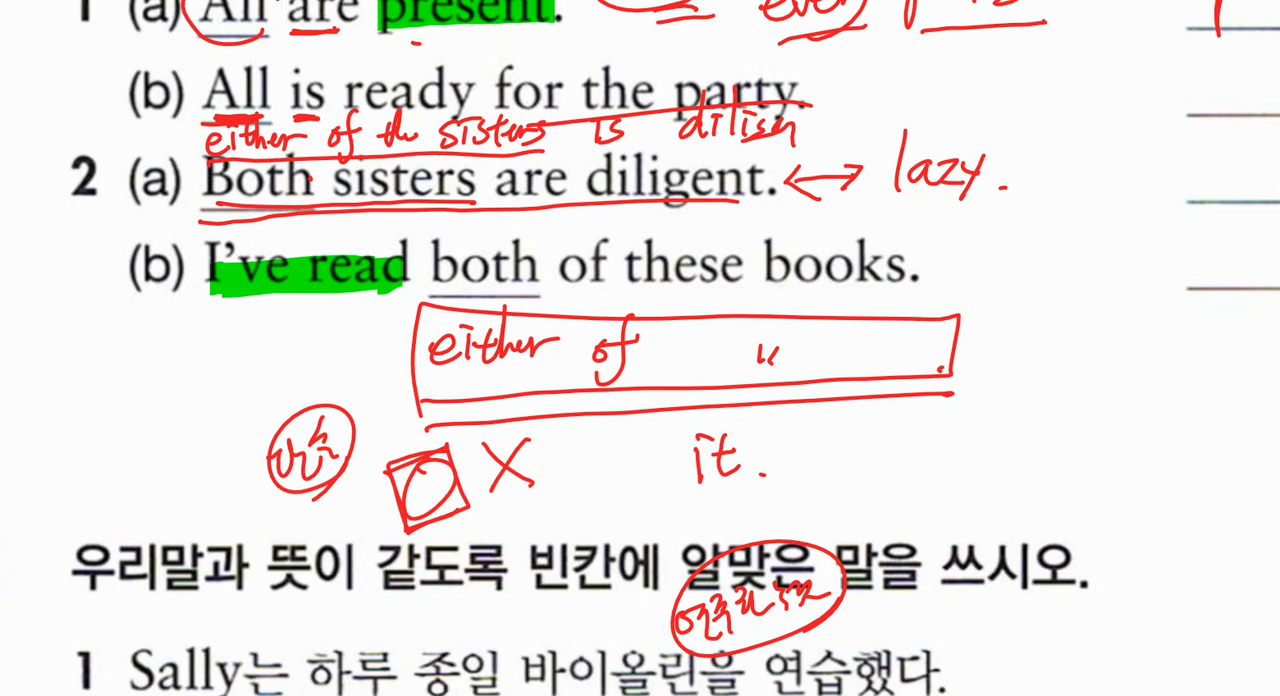 1 (a) All are present.
every
(b) All is ready for the party.
either of the sisters is
2 (a) Both sisters are diligent. ↔ lazy.
(b) I've read both of these books.
either of " .
X it.
우리말과 뜻이 같도록 빈칸에 알맞은 말을 쓰시오.
1 Sally는 하루 종일 바이올린을 연습했다.